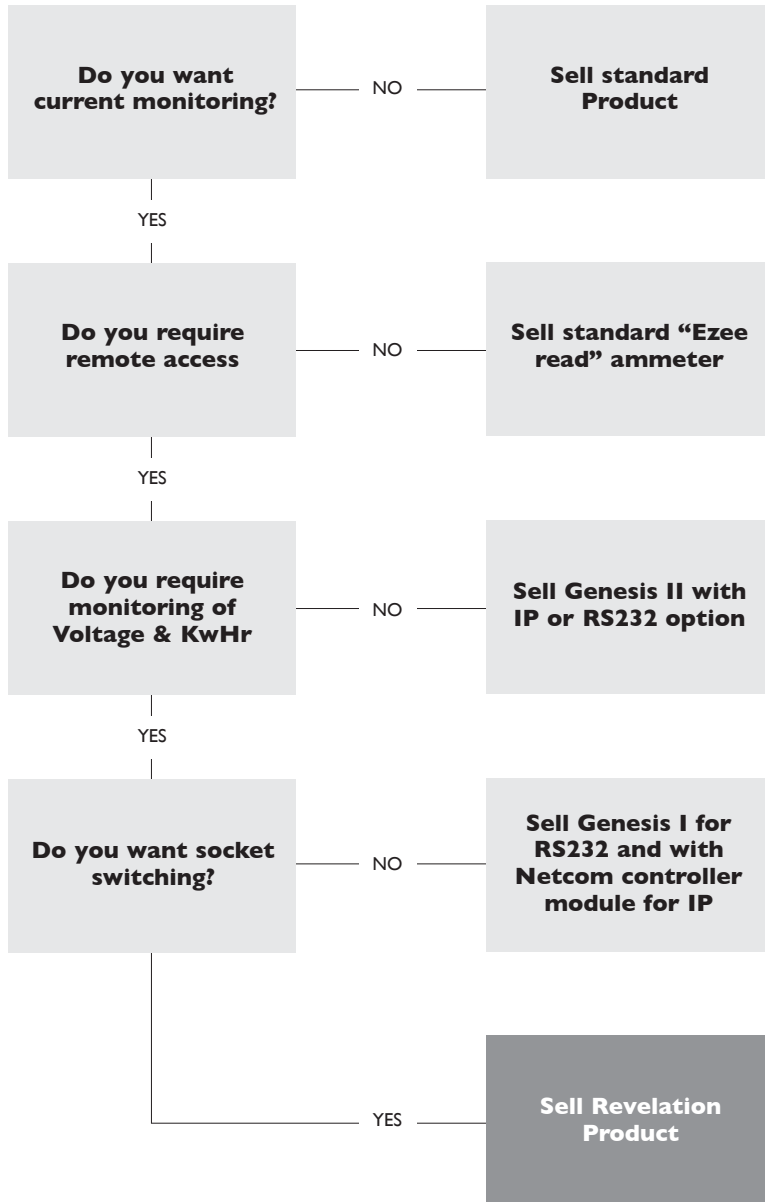 Do you want
current monitoring?
NO
Sell standard
Product
YES
Do you require
remote access
NO
Sell standard “Ezee
read” ammeter
YES
Do you require
monitoring of
Voltage & KwHr
NO
Sell Genesis II with
IP or RS232 option
YES
Do you want socket
switching?
NO
Sell Genesis I for
RS232 and with
Netcom controller
module for IP
YES
Sell Revelation
Product